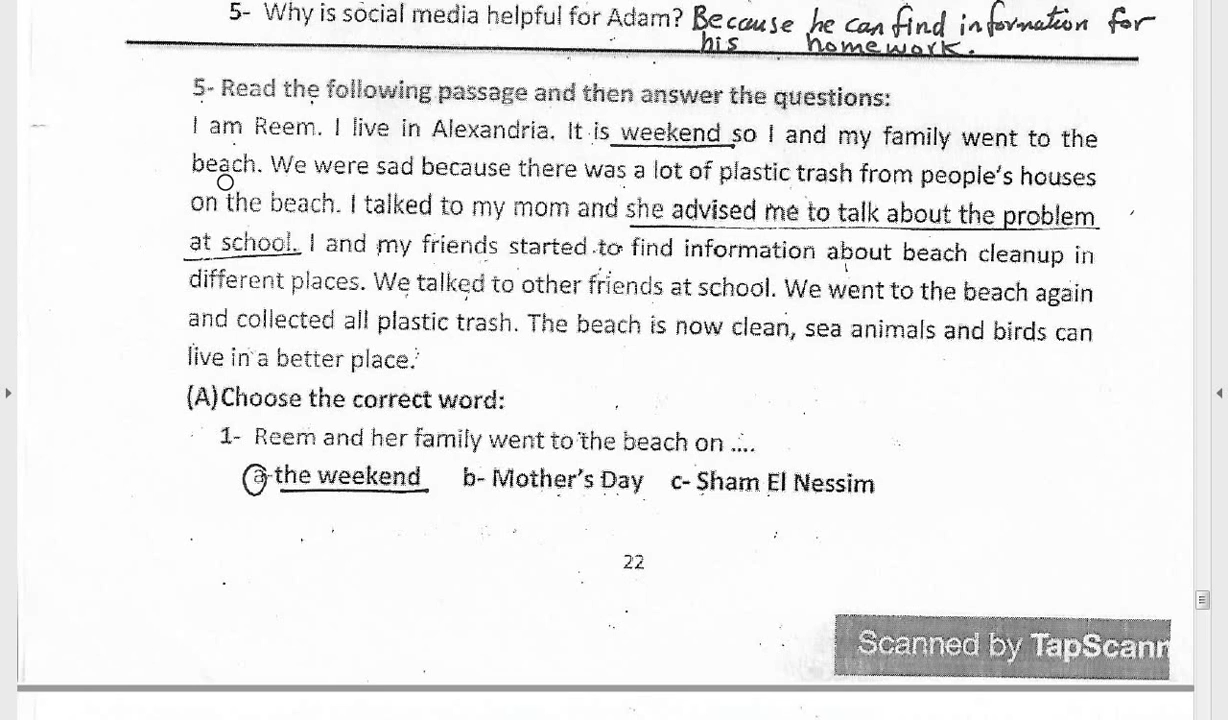 5- Why is social media helpful for Adam? Because he can find information for
his homework.
5- Read the following passage and then answer the questions:
I am Reem. I live in Alexandria. It is weekend so I and my family went to the
beach. We were sad because there was a lot of plastic trash from people's houses
on the beach. I talked to my mom and she advised me to talk about the problem
at school. I and my friends started to find information about beach cleanup in
different places. We talked to other friends at school. We went to the beach again
and collected all plastic trash. The beach is now clean, sea animals and birds can
live in a better place.
(A)Choose the correct word:
1- Reem and her family went to the beach on ....
a- the weekend b- Mother's Day c- Sham El Nessim
22
Scanned by TapScann